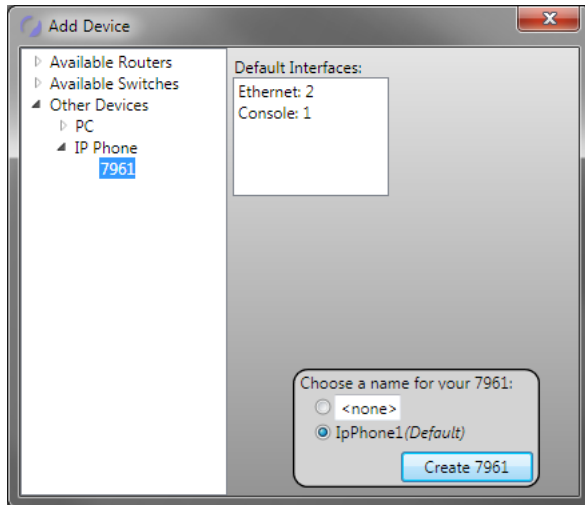 Add Device
Available Routers
Available Switches
Other Devices
PC
IP Phone
7961
Default Interfaces:
Ethernet: 2
Console: 1
Choose a name for your 7961:
<none>
IpPhone1(Default)
Create 7961